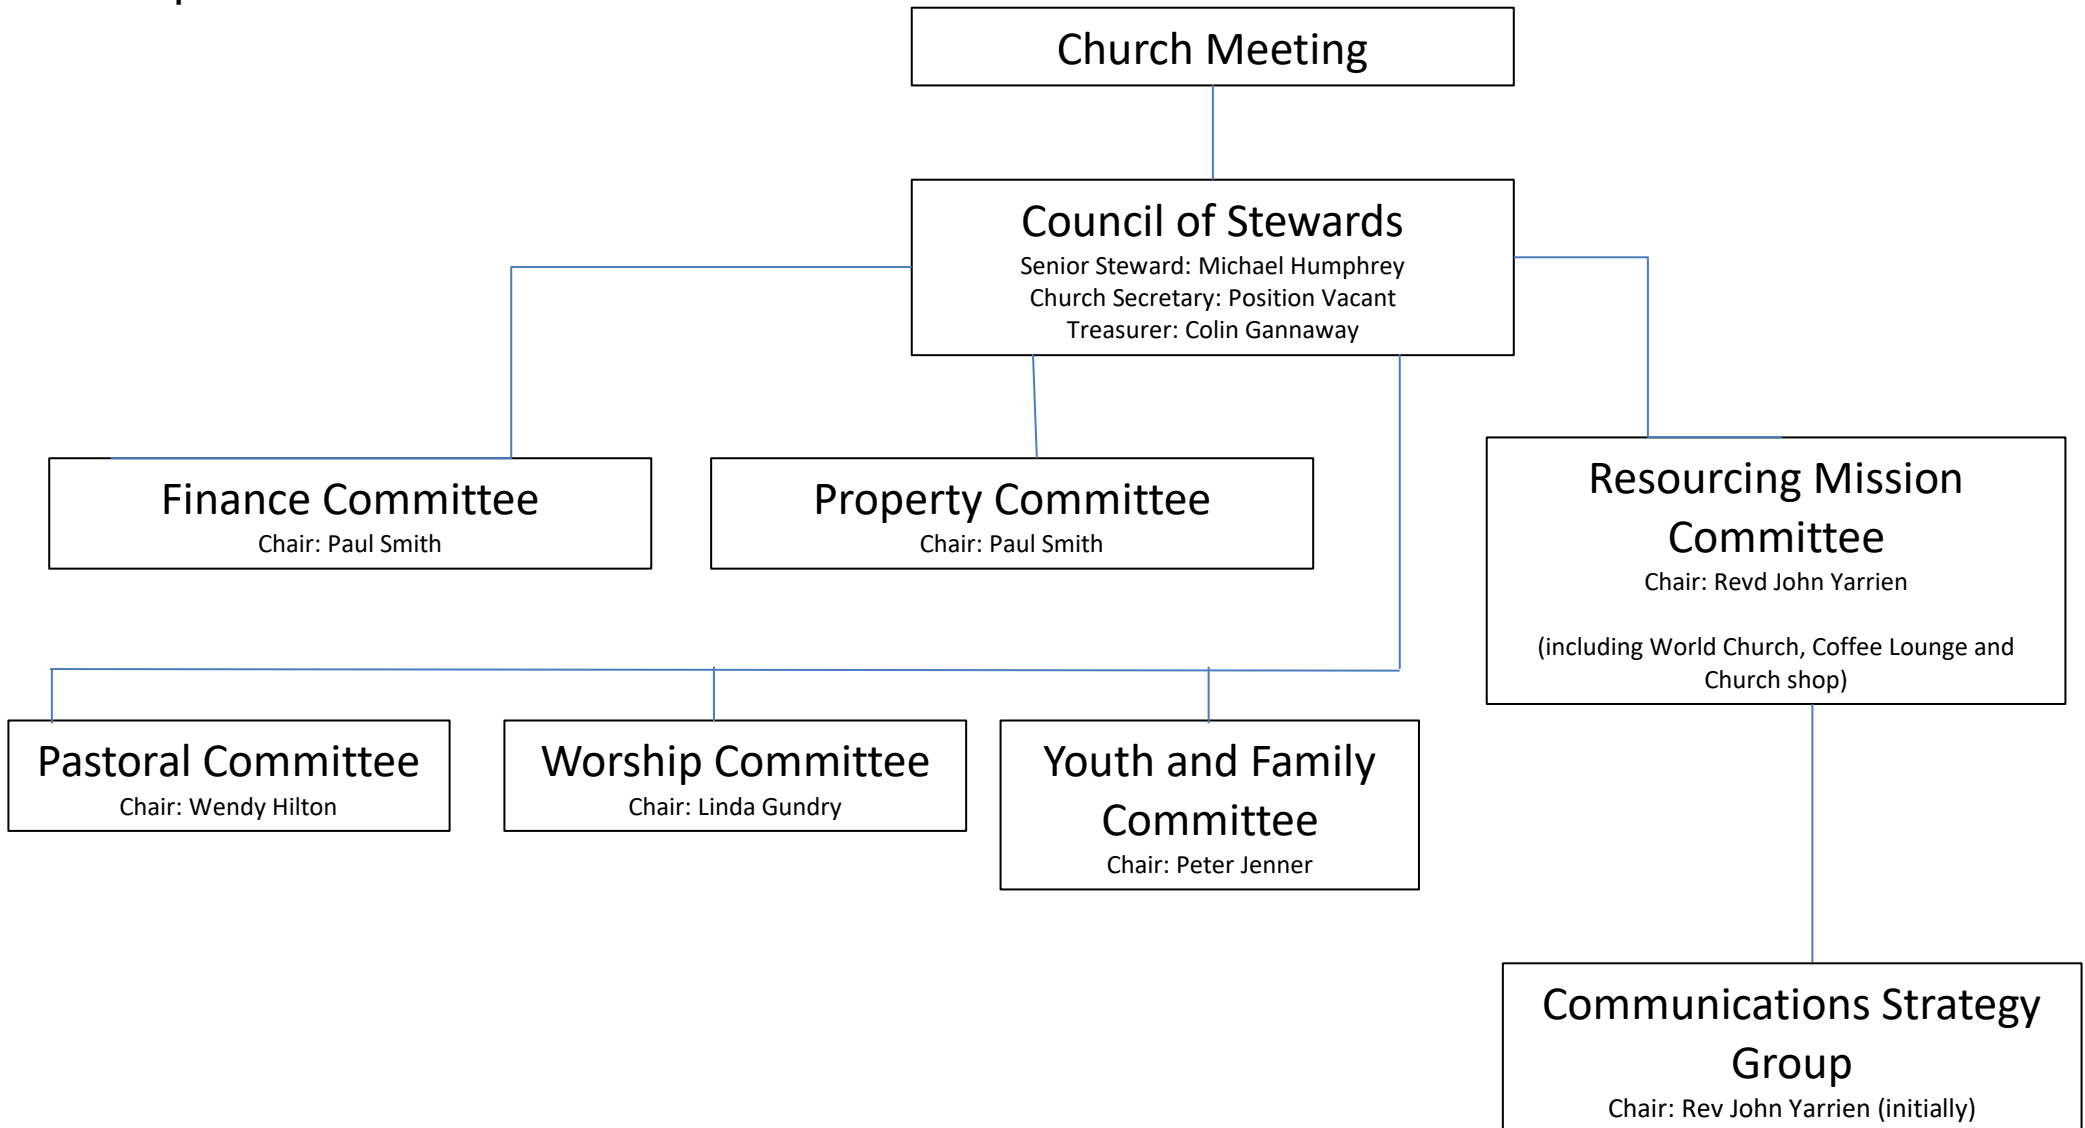 Church Meeting
Council of Stewards
Senior Steward: Michael Humphrey
Church Secretary: Position Vacant
Treasurer: Colin Gannaway
Finance Committee
Chair: Paul Smith
Property Committee
Chair: Paul Smith
Resourcing Mission
Committee
Chair: Revd John Yarrien
(including World Church, Coffee Lounge and
Church shop)
Pastoral Committee
Chair: Wendy Hilton
Worship Committee
Chair: Linda Gundry
Youth and Family
Committee
Chair: Peter Jenner
Communications Strategy
Group
Chair: Rev John Yarrien (initially)